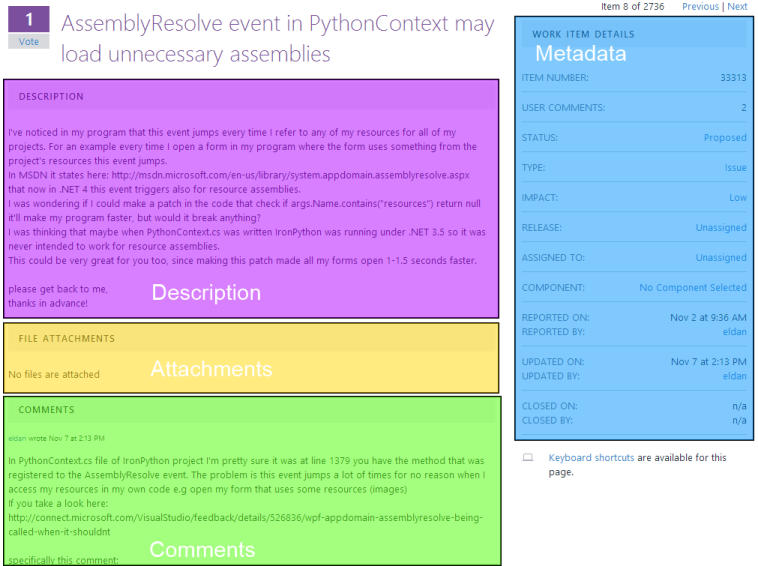 1
Vote
AssemblyResolve event in PythonContext may
load unnecessary assemblies
Item 8 of 2736 Previous | Next
DESCRIPTION
I've noticed in my program that this event jumps every time I refer to any of my resources for all of my
projects. For an example every time I open a form in my program where the form uses something from the
project's resources this event jumps.
In MSDN it states here: http://msdn.microsoft.com/en-us/library/system.appdomain.assemblyresolve.aspx
that now in .NET 4 this event triggers also for resource assemblies.
I was wondering if I could make a patch in the code that check if args.Name.contains("resources") return null
it'll make my program faster, but would it break anything?
I was thinking that maybe when PythonContext.cs was written IronPython was running under .NET 3.5 so it was
never intended to work for resource assemblies.
This could be very great for you too, since making this patch made all my forms open 1-1.5 seconds faster.
please get back to me,
thanks in advance!
Description
FILE ATTACHMENTS
No files are attached
Attachments
COMMENTS
eldan wrote Nov 7 at 2:13 PM
In PythonContext.cs file of IronPython project I'm pretty sure it was at line 1379 you have the method that was
registered to the AssemblyResolve event. The problem is this event jumps a lot of times for no reason when I
access my resources in my own code e.g open my form that uses some resources (images)
If you take a look here:
http://connect.microsoft.com/VisualStudio/feedback/details/526836/wpf-appdomain-assemblyresolve-being-
called-when-it-shouldnt
specifically this comment:
Comments
WORK ITEM DETAILS
Metadata
ITEM NUMBER: 33313
USER COMMENTS: 2
STATUS: Proposed
TYPE: Issue
IMPACT: Low
RELEASE: Unassigned
ASSIGNED TO: Unassigned
COMPONENT: No Component Selected
REPORTED ON: Nov 2 at 9:36 AM
REPORTED BY: eldan
UPDATED ON: Nov 7 at 2:13 PM
UPDATED BY: eldan
CLOSED ON: n/a
CLOSED BY: n/a
Keyboard shortcuts are available for this
page.